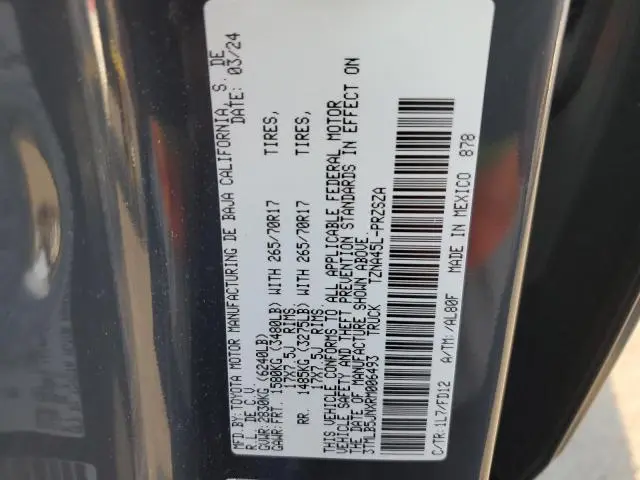 MFD.BY:TOYOTA MOTOR MANUFACTURING DE BAJA CALIFORNIA, S. DE
R.L. DE C.V. DATE: 03/24
GVWR:2830KG (6240LB)
GAWR:FRT. 1580KG (3480LB) WITH 265/70R17 TIRES,
17X7.5J RIMS
RR. 1485KG (3275LB) WITH 265/70R17 TIRES,
17X7.5J RIMS
THIS VEHICLE CONFORMS TO ALL APPLICABLE FEDERAL MOTOR
VEHICLE SAFETY AND THEFT PREVENTION STANDARDS IN EFFECT ON
THE DATE OF MANUFACTURE SHOWN ABOVE
3TMLB5JNXRM006493 TRUCK TZNA45L-PRZSZA
C/TR:1L7/FD12 A/TM:/AL80F MADE IN MEXICO 878